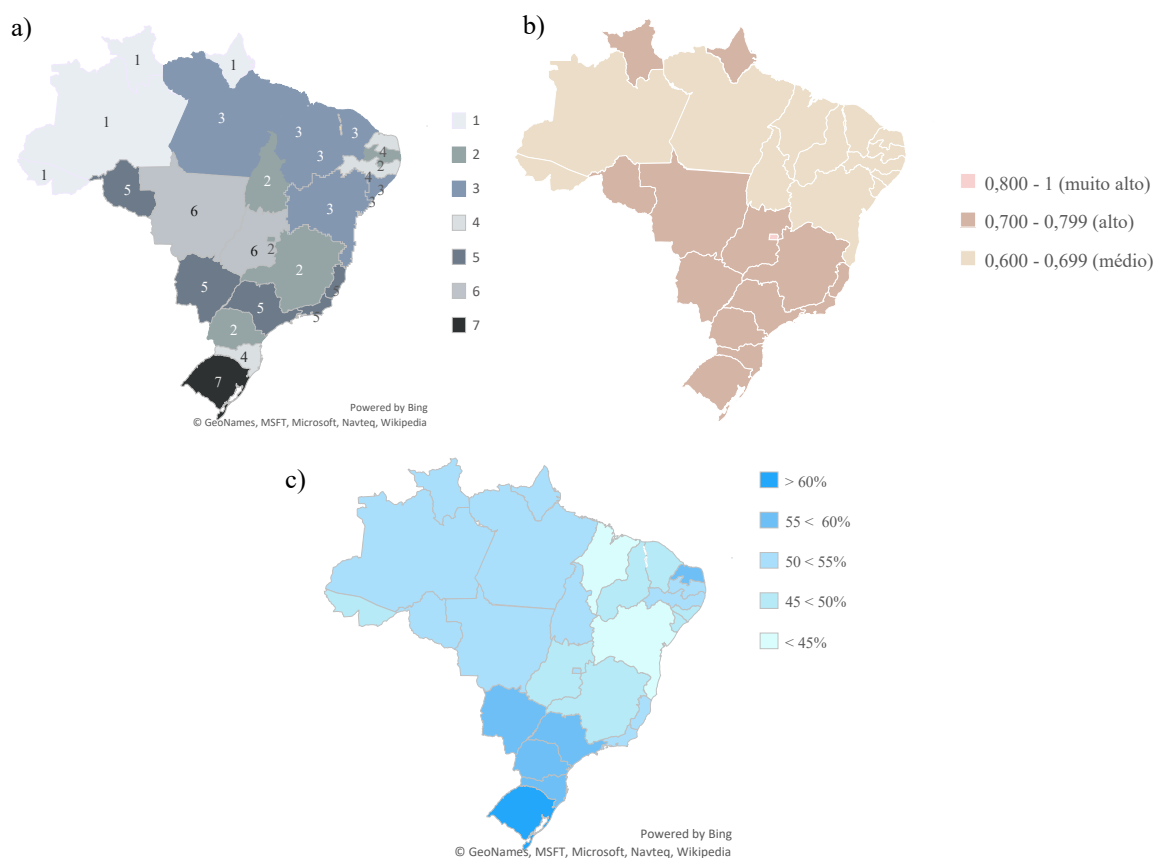 a)
1
1
1
1
3
3
3
3
3
4
2
4
3
3
5
2
6
3
6
2
2
5
5
5
5
2
4
7
1
2
3
4
5
6
7
Powered by Bing
© GeoNames, MSFT, Microsoft, Navteq, Wikipedia
b)
0,800 - 1 (muito alto)
0,700 - 0,799 (alto)
0,600 - 0,699 (médio)
c)
> 60%
55 < 60%
50 < 55%
45 < 50%
< 45%
Powered by Bing
© GeoNames, MSFT, Microsoft, Navteq, Wikipedia